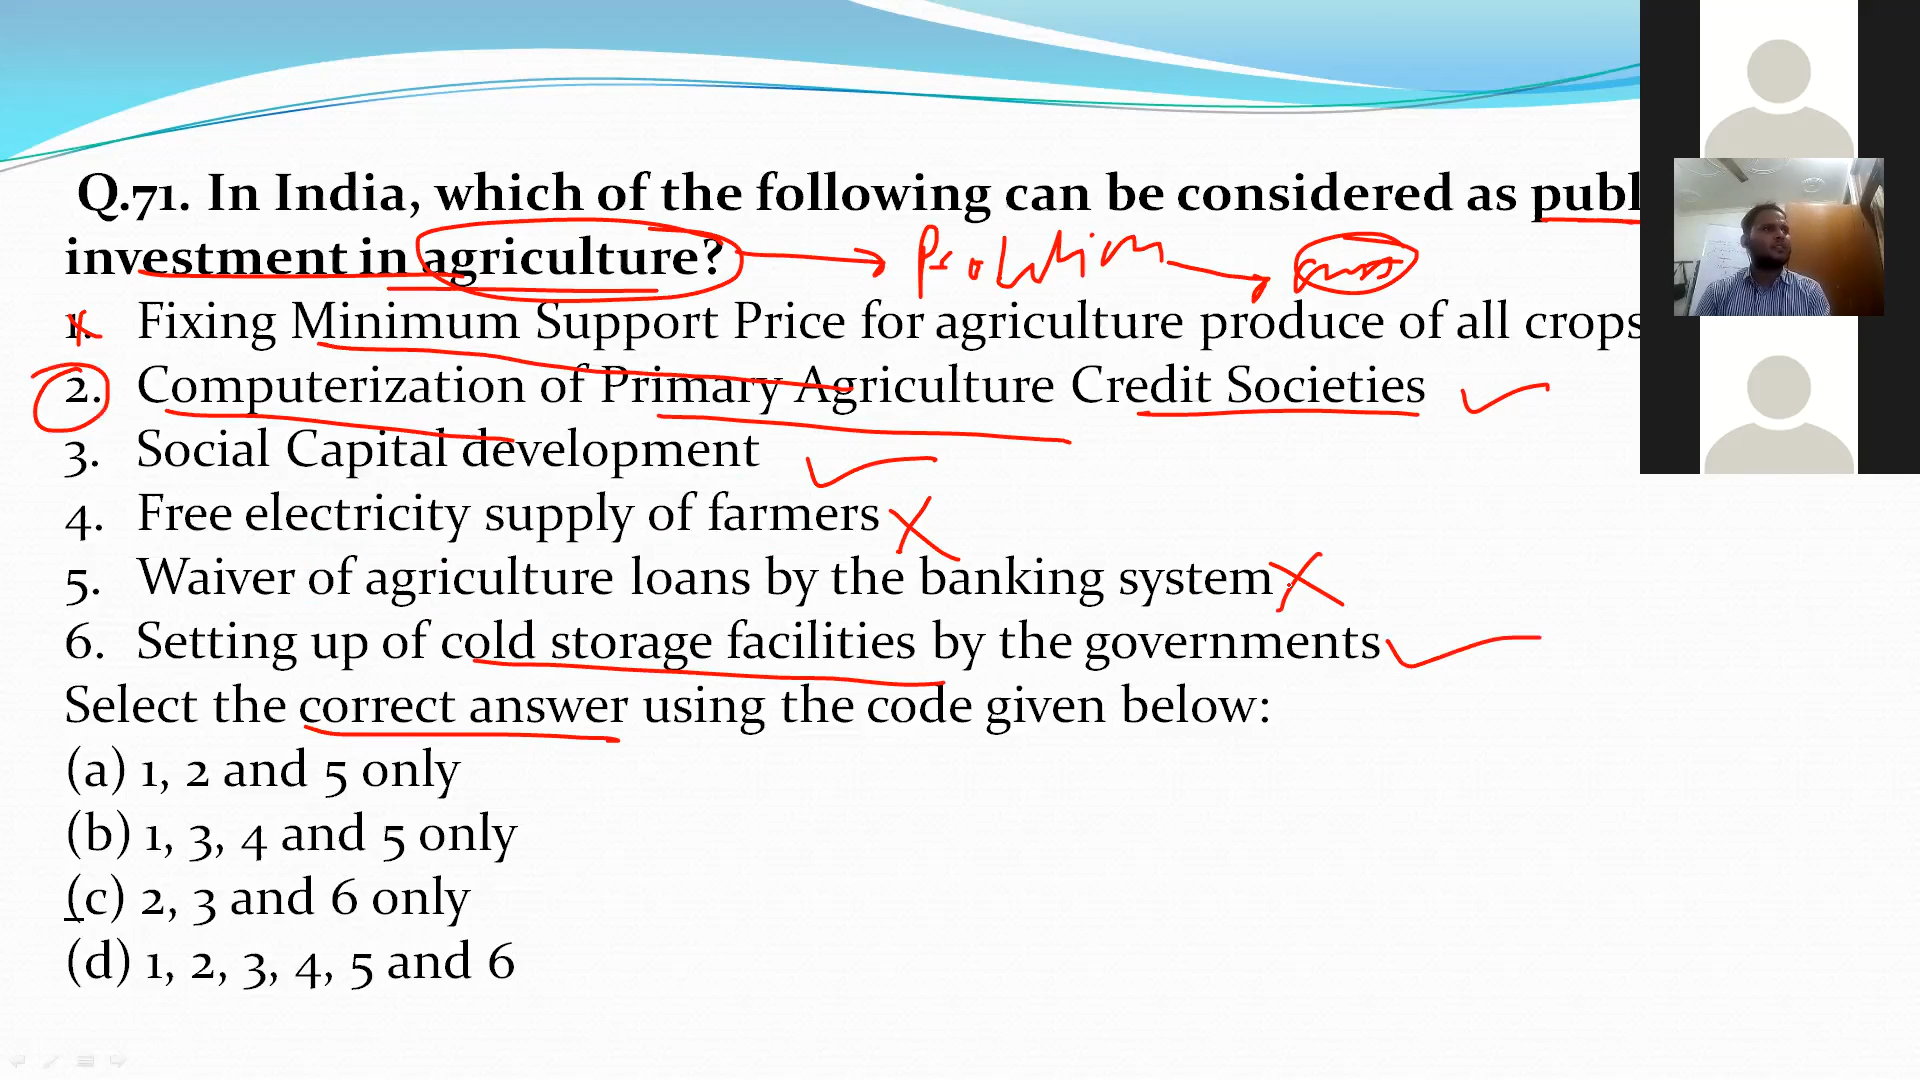 Q.71. In India, which of the following can be considered as publ
investment in agriculture?
1. Fixing Minimum Support Price for agriculture produce of all crops
2. Computerization of Primary Agriculture Credit Societies
3. Social Capital development
4. Free electricity supply of farmers
5. Waiver of agriculture loans by the banking system
6. Setting up of cold storage facilities by the governments
Select the correct answer using the code given below:
(a) 1, 2 and 5 only
(b) 1, 3, 4 and 5 only
(c) 2, 3 and 6 only
(d) 1, 2, 3, 4, 5 and 6